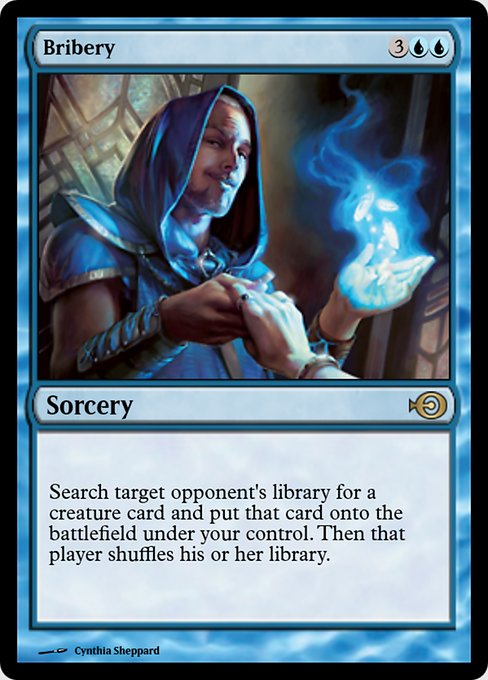 Bribery 3
Sorcery
Search target opponent's library for a
creature card and put that card onto the
battlefield under your control. Then that
player shuffles his or her library.
Cynthia Sheppard